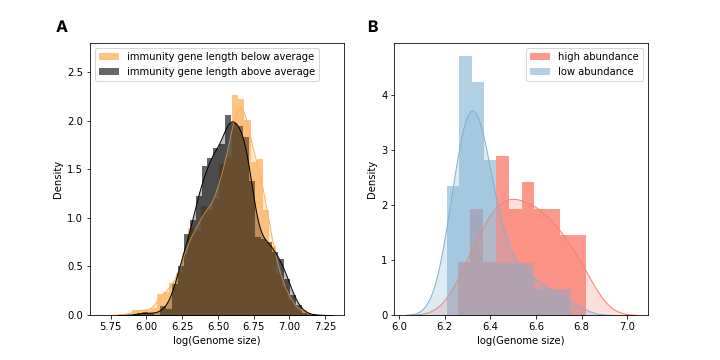 A
B
immunity gene length below average
immunity gene length above average
high abundance
low abundance
2.5
2.0
1.5
1.0
0.5
0.0
Density
5.75 6.00 6.25 6.50 6.75 7.00 7.25
log(Genome size)
4
3
2
1
0
Density
6.0 6.2 6.4 6.6 6.8 7.0
log(Genome size)